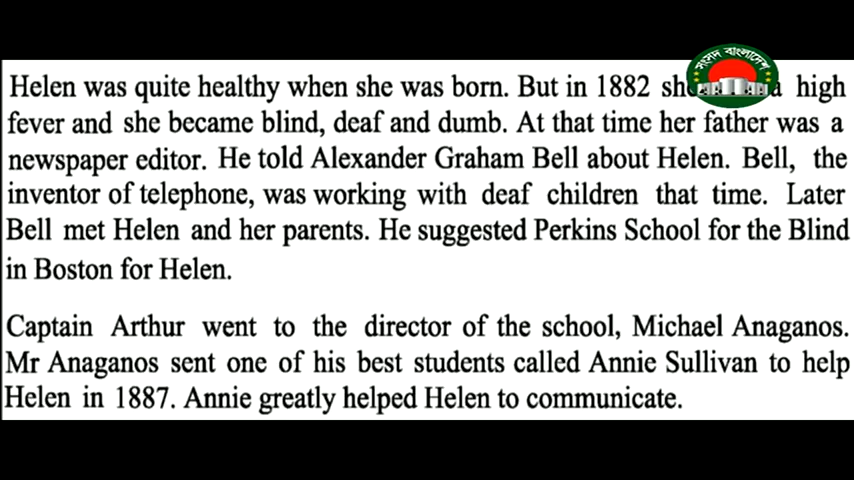 সংসদ বাংলাদেশ
Helen was quite healthy when she was born. But in 1882 she a high
fever and she became blind, deaf and dumb. At that time her father was a
newspaper editor. He told Alexander Graham Bell about Helen. Bell, the
inventor of telephone, was working with deaf children that time. Later
Bell met Helen and her parents. He suggested Perkins School for the Blind
in Boston for Helen.
Captain Arthur went to the director of the school, Michael Anaganos.
Mr Anaganos sent one of his best students called Annie Sullivan to help
Helen in 1887. Annie greatly helped Helen to communicate.